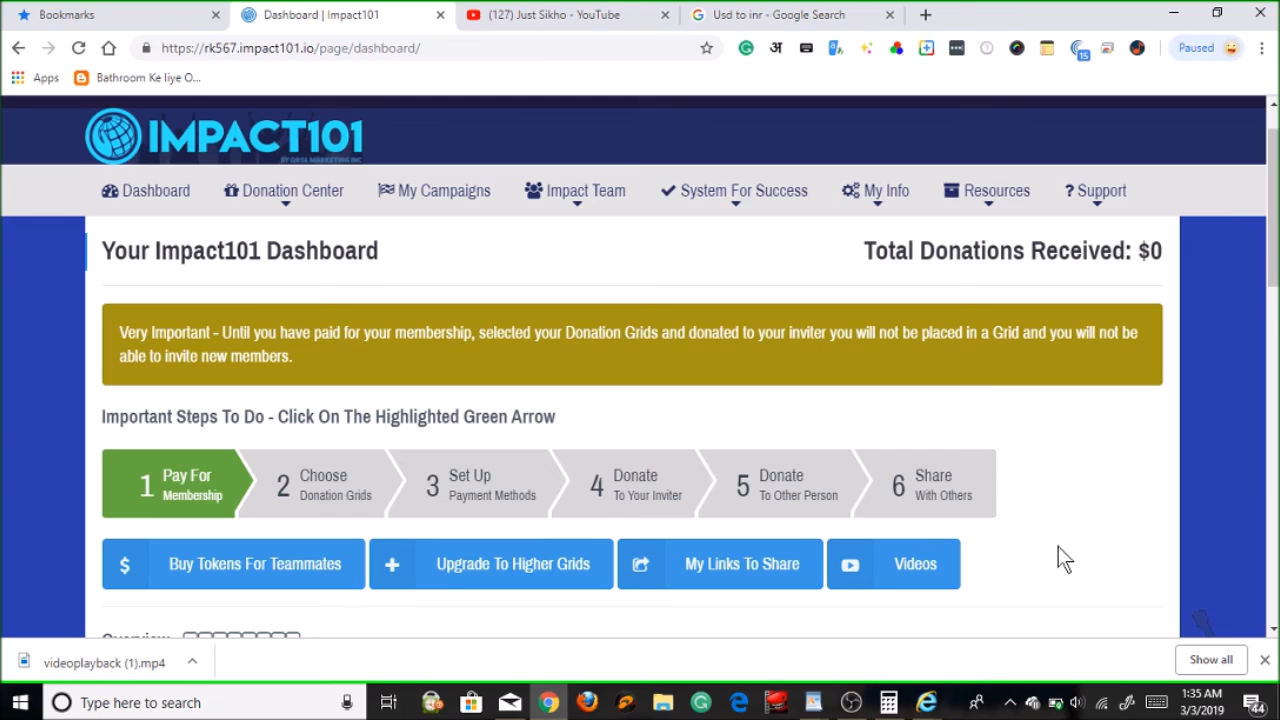 Bookmarks
Dashboard | Impact101
(127) Just Sikho - YouTube
Usd to inr - Google Search
https://rk567.impact101.io/page/dashboard/
अ
15
Paused
Apps
Bathroom Ke liye O...
IMPACT101
Dashboard
Donation Center
My Campaigns
Impact Team
System For Success
My Info
Resources
? Support
Your Impact101 Dashboard
Total Donations Received: $0
Very Important - Until you have paid for your membership, selected your Donation Grids and donated to your inviter you will not be placed in a Grid and you will not be
able to invite new members.
Important Steps To Do - Click On The Highlighted Green Arrow
1 Pay For Membership
2 Choose Donation Grids
3 Set Up Payment Methods
4 Donate To Your Inviter
5 Donate To Other Person
6 Share With Others
$ Buy Tokens For Teammates
Upgrade To Higher Grids
My Links To Share
Videos
Overview
videoplayback (1).mp4
Show all
Type here to search
1:35 AM
3/3/2019
44